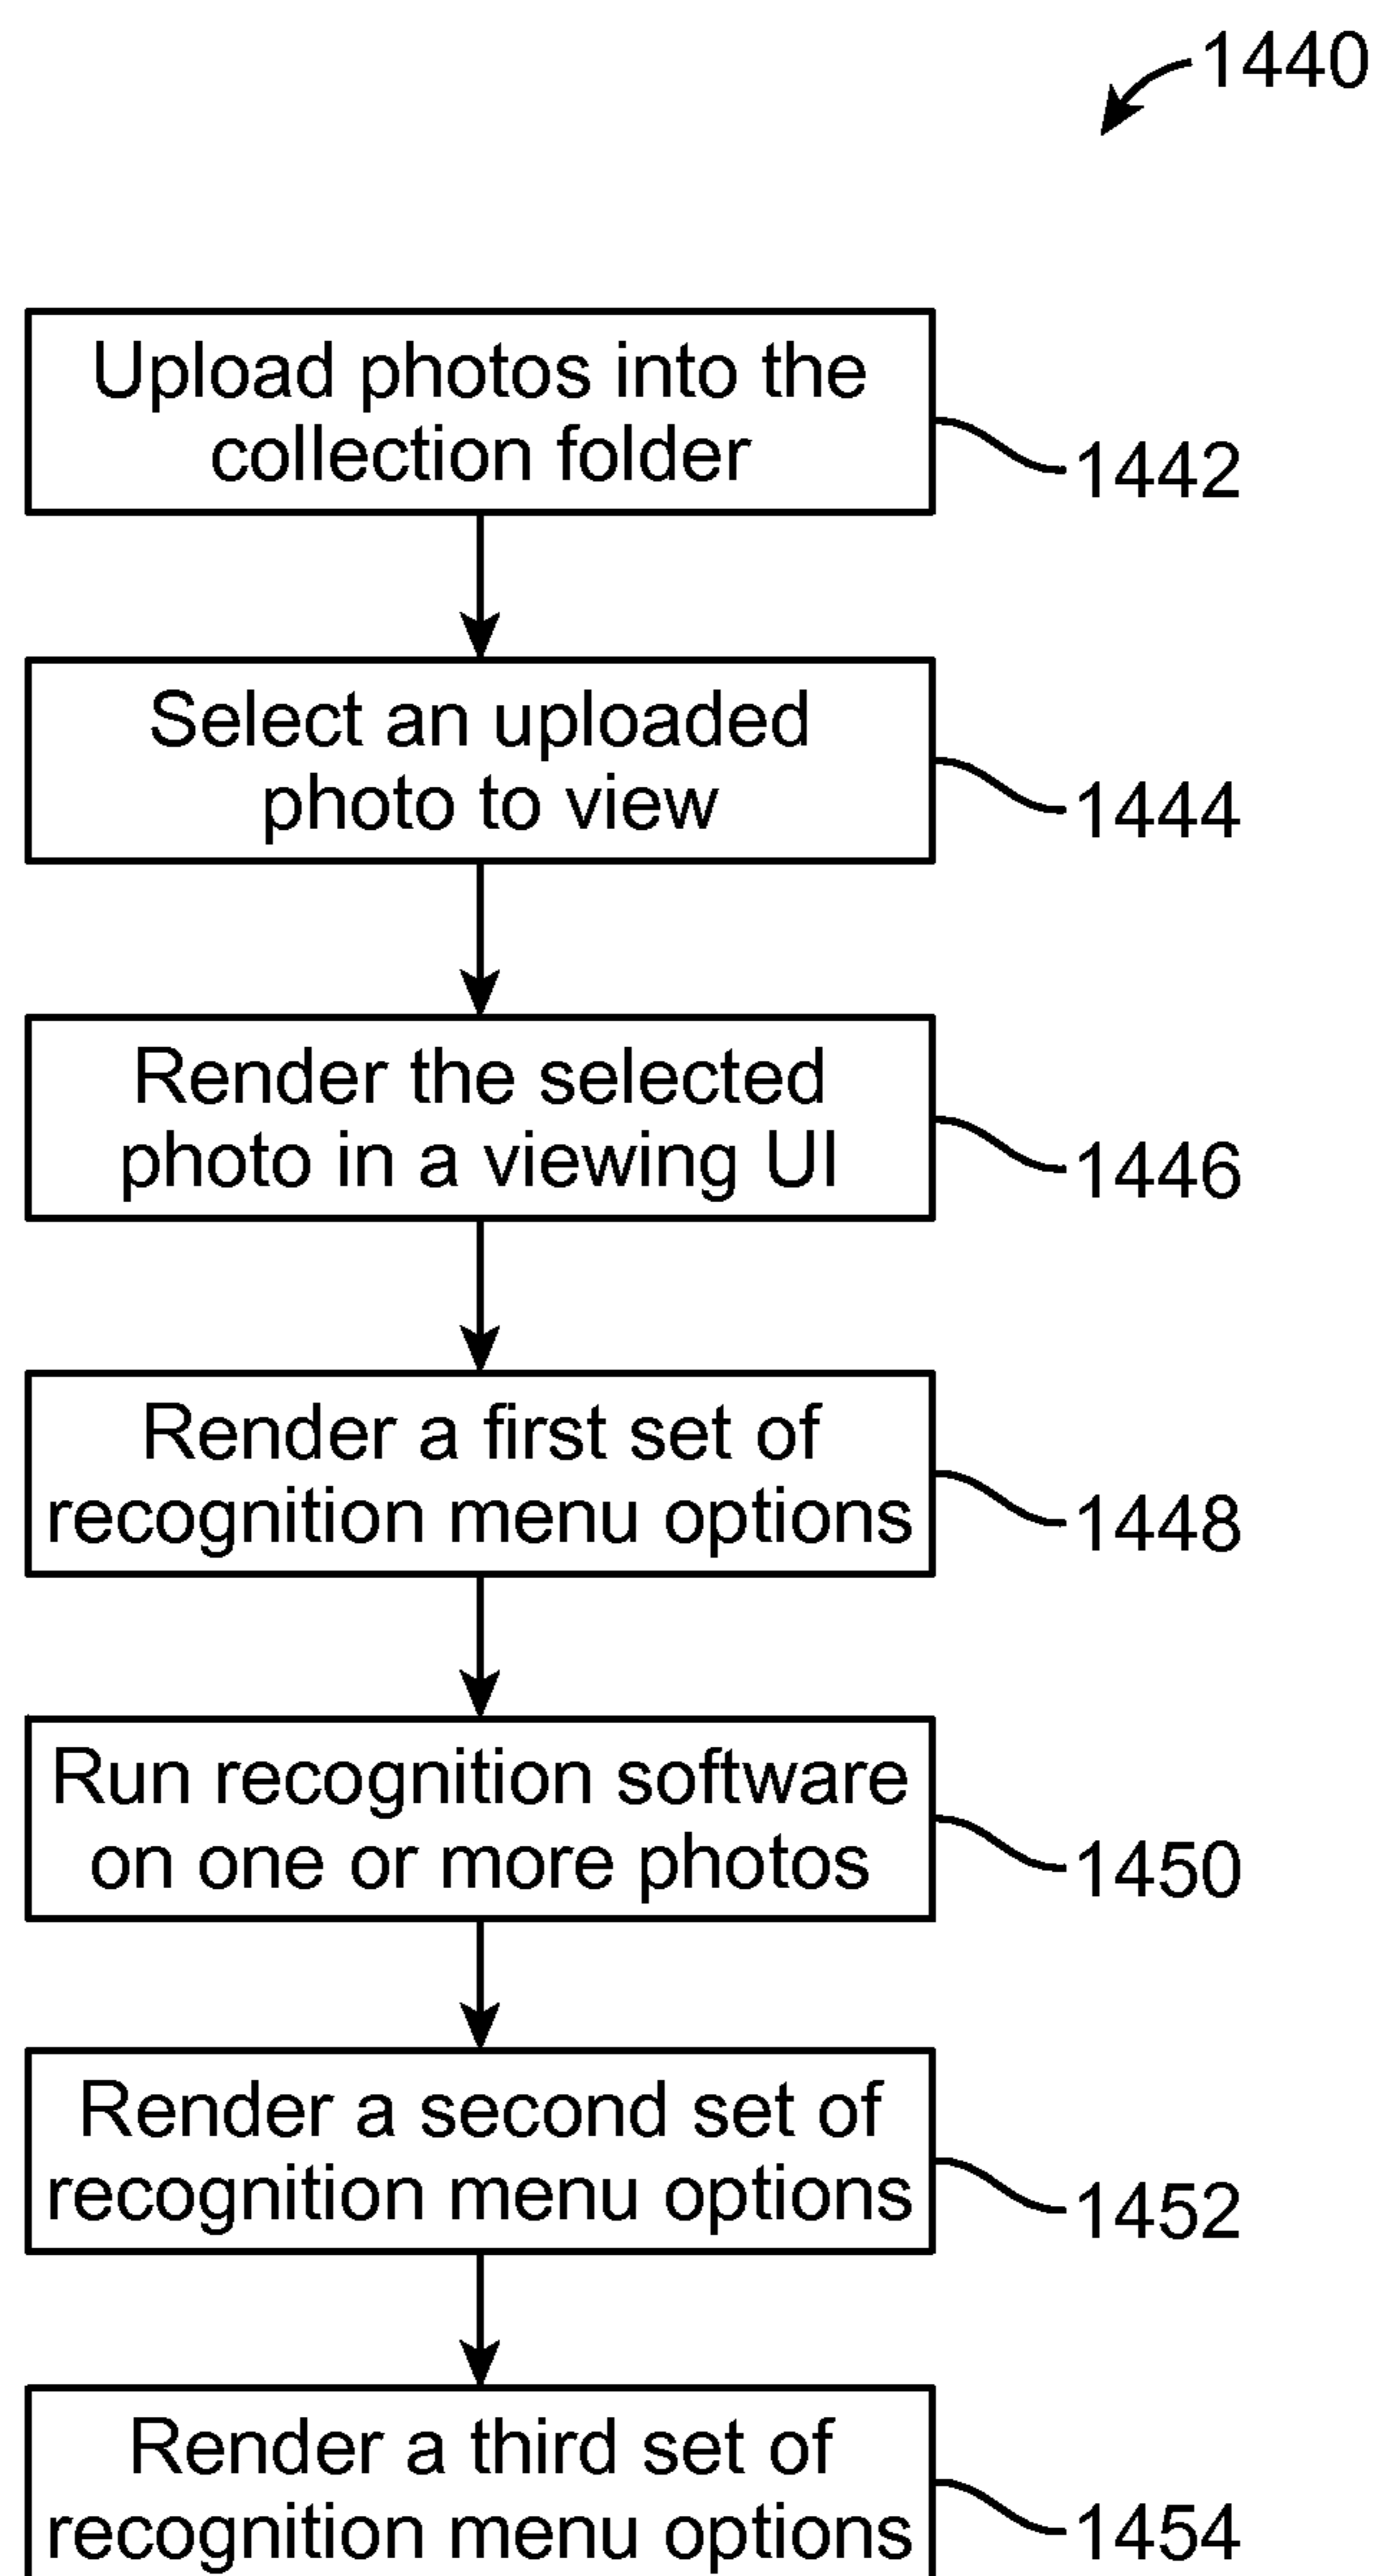 1440
Upload photos into the
collection folder
1442
Select an uploaded
photo to view
1444
Render the selected
photo in a viewing UI
1446
Render a first set of
recognition menu options
1448
Run recognition software
on one or more photos
1450
Render a second set of
recognition menu options
1452
Render a third set of
recognition menu options
1454